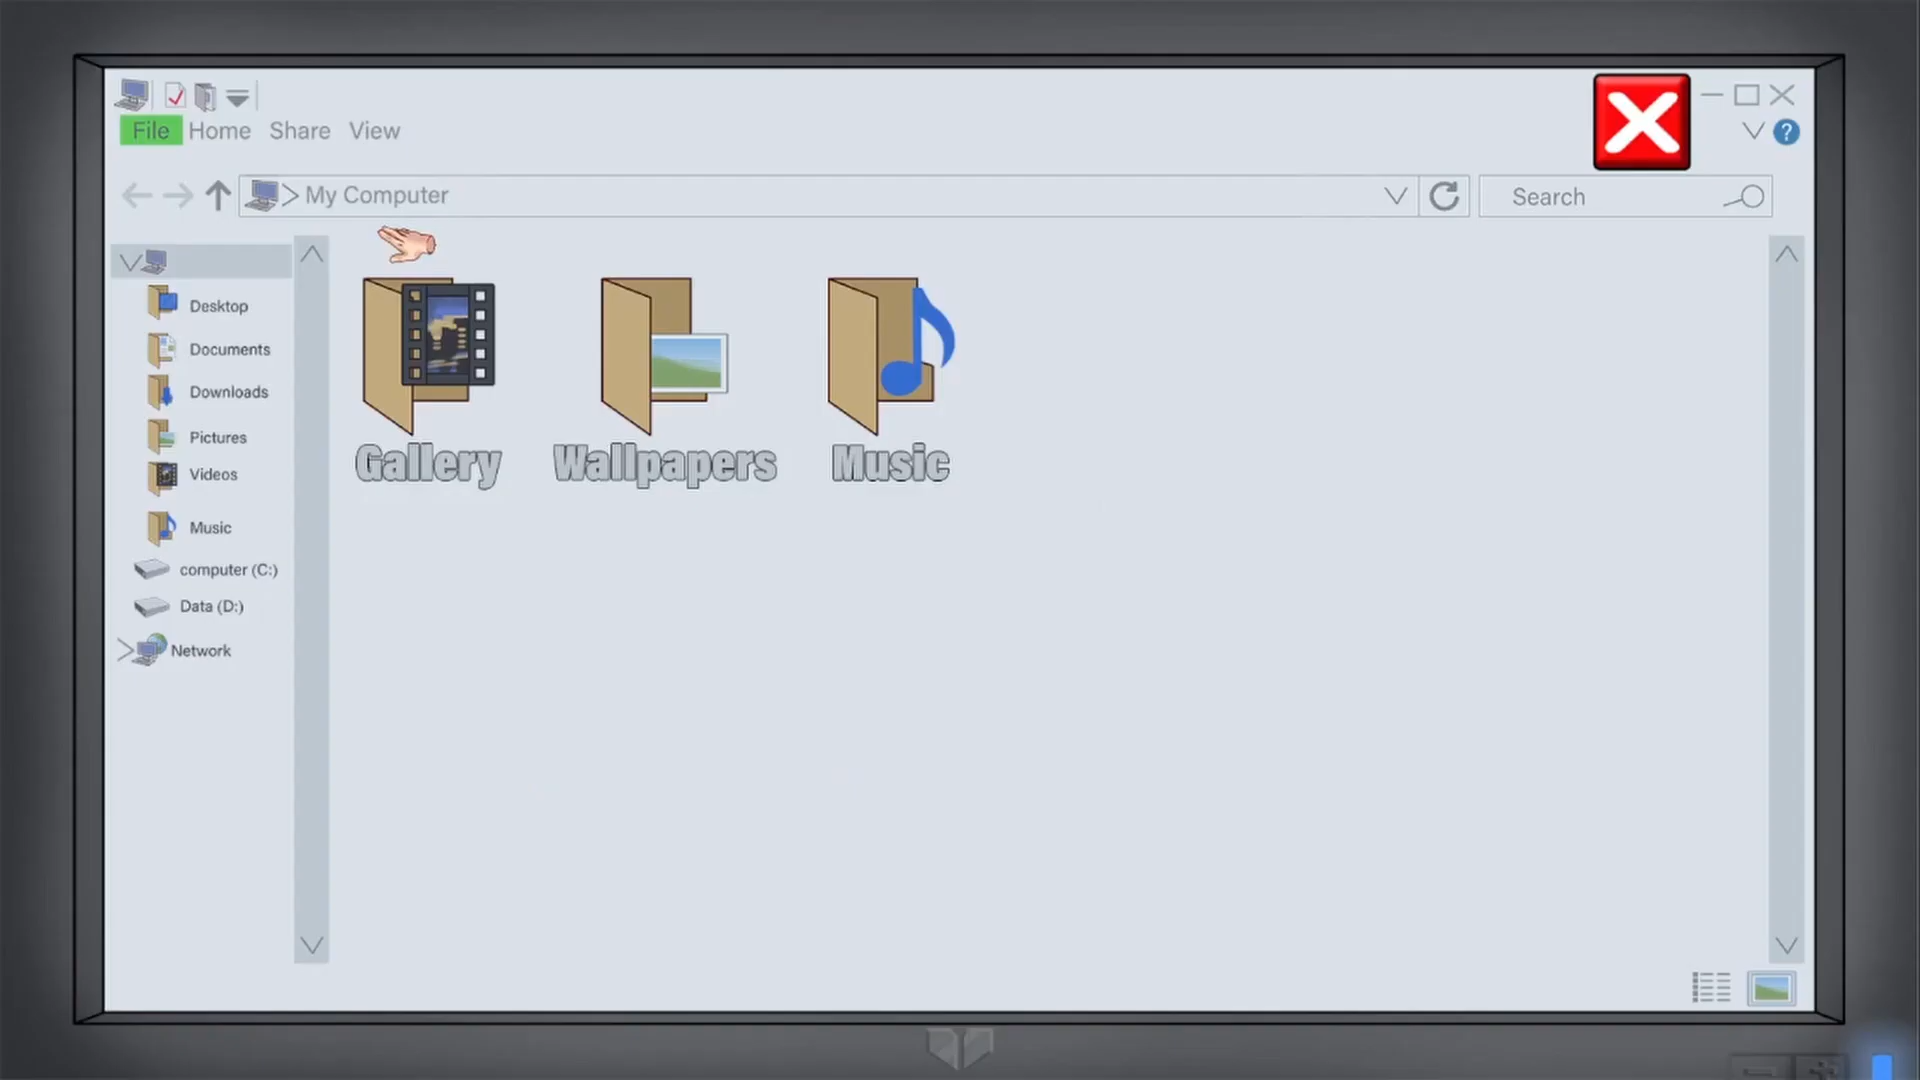 File Home Share View
My Computer
Search
Desktop
Documents
Downloads
Pictures
Videos
Music
computer (C:)
Data (D:)
Network
Gallery Wallpapers Music
?